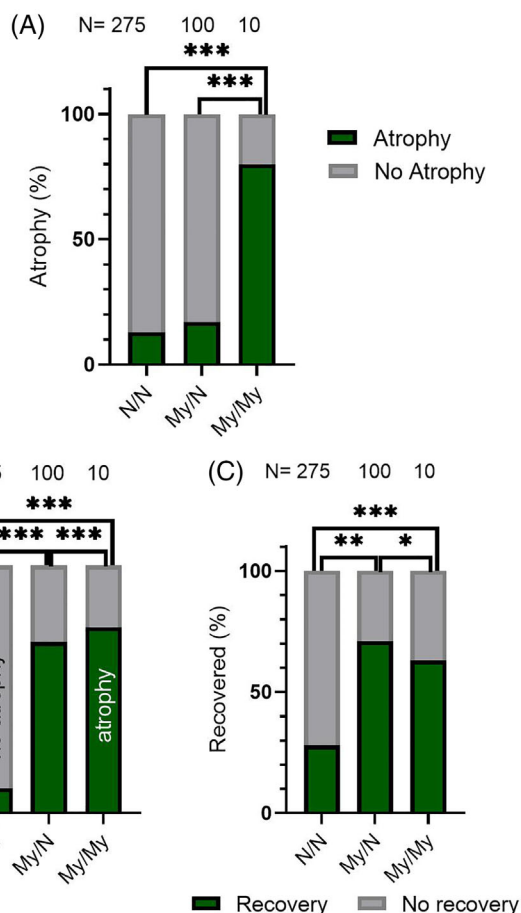 (A)
N= 275 100 10
***
***
100
50
0
Atrophy (%)
N/N
My/N
My/My
Atrophy
No Atrophy
100 10
***
*** ***
atrophy
My/N
My/My
(C)
N= 275 100 10
***
** *
100
50
0
Recovered (%)
N/N
My/N
My/My
Recovery
No recovery